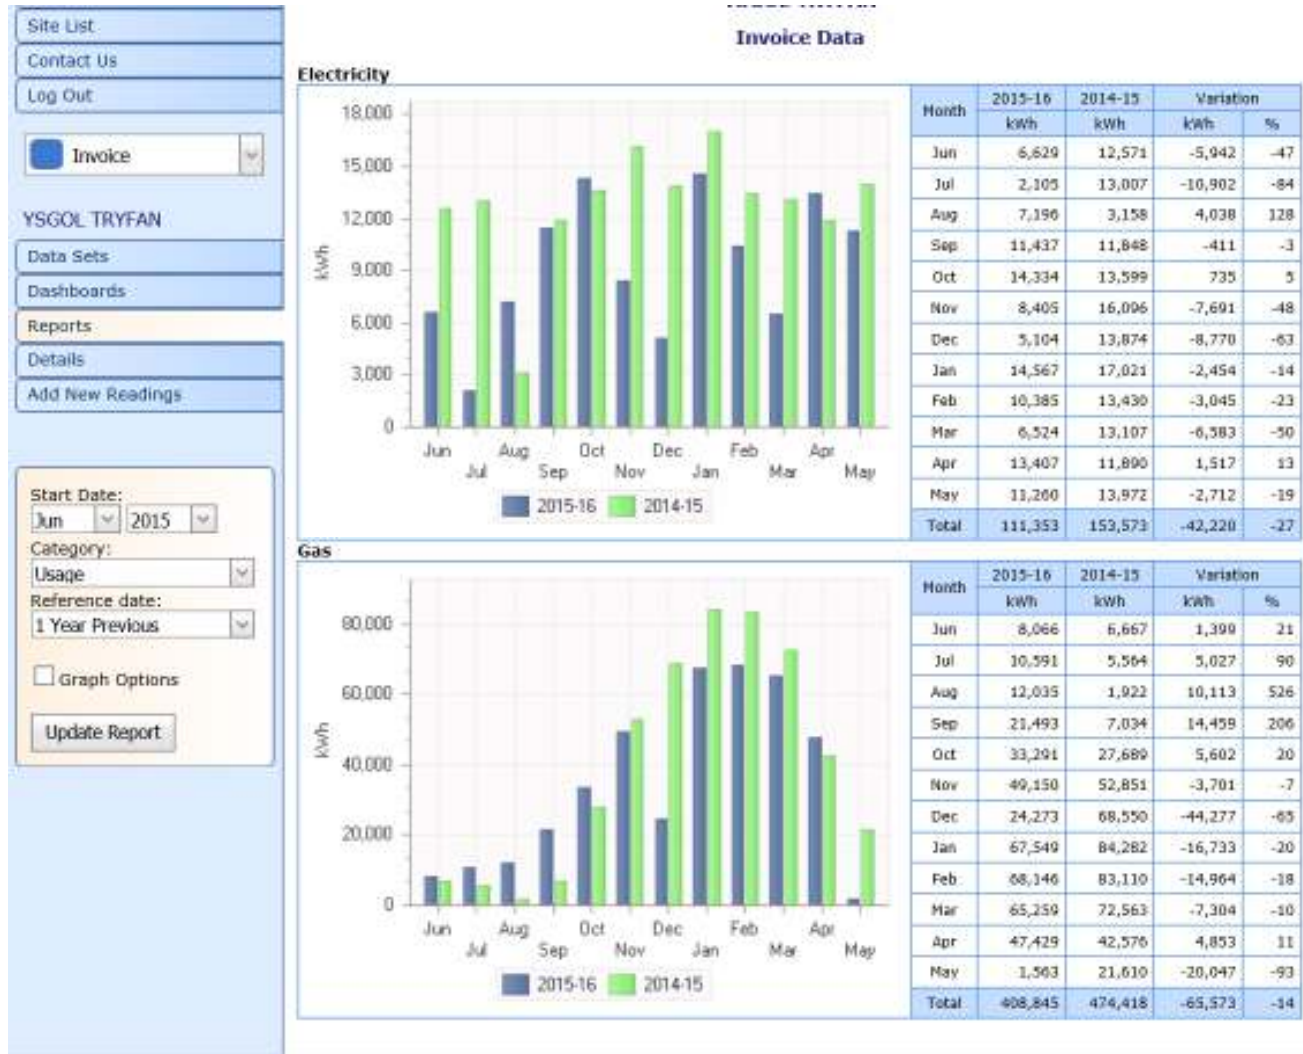 Site List
Contact Us
Log Out
Invoice
YSGOL TRYFAN
Data Sets
Dashboards
Reports
Details
Add New Readings
Start Date:
Jun 2015
Category:
Usage
Reference date:
1 Year Previous
Graph Options
Update Report
Invoice Data
Electricity
18,000
15,000
12,000
9,000
6,000
3,000
0
kWh
Jun Jul Aug Sep Oct Nov Dec Jan Feb Mar Apr May
2015-16 2014-15
Month 2015-16 2014-15 Variation
kWh kWh kWh %
Jun 6,629 12,571 -5,942 -47
Jul 2,105 13,007 -10,902 -84
Aug 7,196 3,158 4,038 128
Sep 11,437 11,848 -411 -3
Oct 14,334 13,599 735 5
Nov 8,405 16,096 -7,691 -48
Dec 5,104 13,874 -8,770 -63
Jan 14,567 17,021 -2,454 -14
Feb 10,385 13,430 -3,045 -23
Mar 6,524 13,107 -6,583 -50
Apr 13,407 11,890 1,517 13
May 11,260 13,972 -2,712 -19
Total 111,353 153,573 -42,220 -27
Gas
80,000
60,000
40,000
20,000
0
kWh
Jun Jul Aug Sep Oct Nov Dec Jan Feb Mar Apr May
2015-16 2014-15
Month 2015-16 2014-15 Variation
kWh kWh kWh %
Jun 8,066 6,667 1,399 21
Jul 10,591 5,564 5,027 90
Aug 12,035 1,922 10,113 526
Sep 21,493 7,034 14,459 206
Oct 33,291 27,689 5,602 20
Nov 49,150 52,851 -3,701 -7
Dec 24,273 68,550 -44,277 -65
Jan 67,549 84,282 -16,733 -20
Feb 68,146 83,110 -14,964 -18
Mar 65,259 72,563 -7,304 -10
Apr 47,429 42,576 4,853 11
May 1,563 21,610 -20,047 -93
Total 408,845 474,418 -65,573 -14